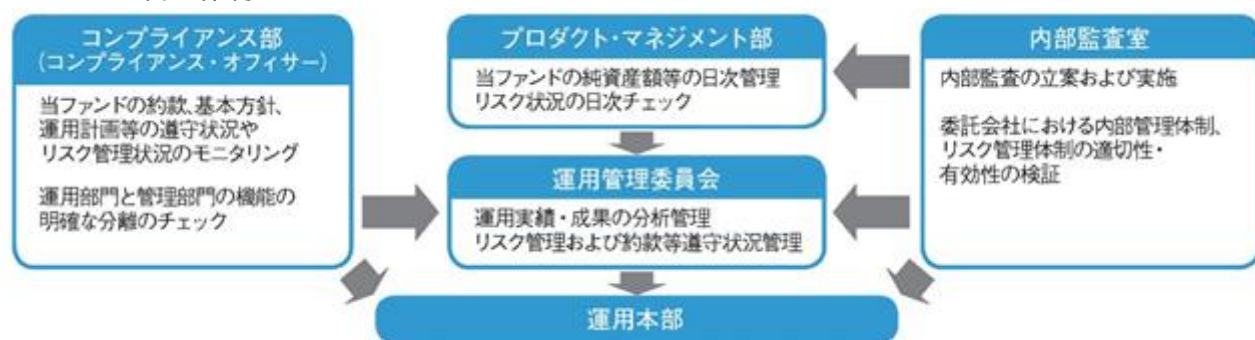 コンプライアンス部
(コンプライアンス・オフィサー)
当ファンドの約款、基本方針、
運用計画等の遵守状況や
リスク管理状況のモニタリング
運用部門と管理部門の機能の
明確な分離のチェック
プロダクト・マネジメント部
当ファンドの純資産額等の日次管理
リスク状況の日次チェック
運用管理委員会
運用実績・成果の分析管理
リスク管理および約款等遵守状況管理
内部監査室
内部監査の立案および実施
委託会社における内部管理体制、
リスク管理体制の適切性・
有効性の検証
運用本部